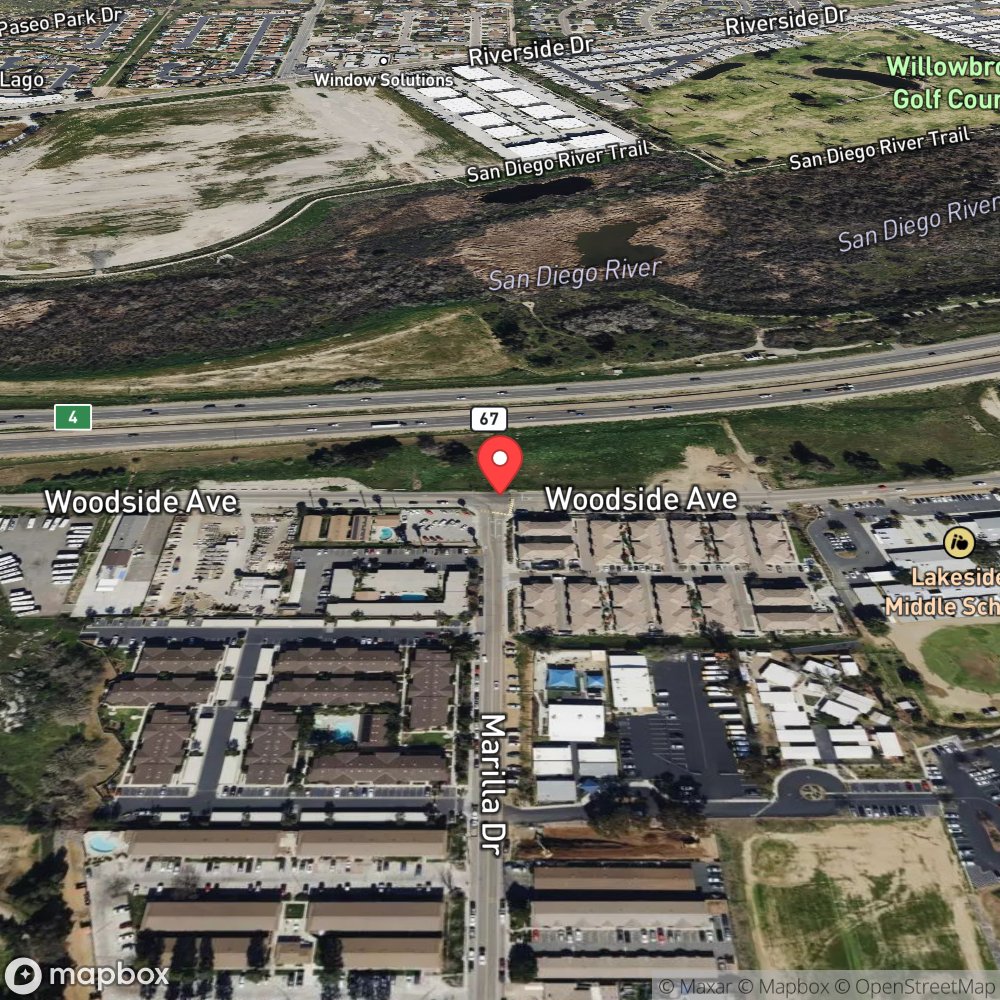 Paseo Park Dr
Riverside Dr
Riverside Dr
Lago
Window Solutions
Willowbro
Golf Cour
San Diego River Trail
San Diego River Trail
San Diego River
San Diego River
4
67
Woodside Ave
Woodside Ave
Lakeside
Middle Sch
Marilla Dr
mapbox
© Maxar © Mapbox © OpenStreetMap